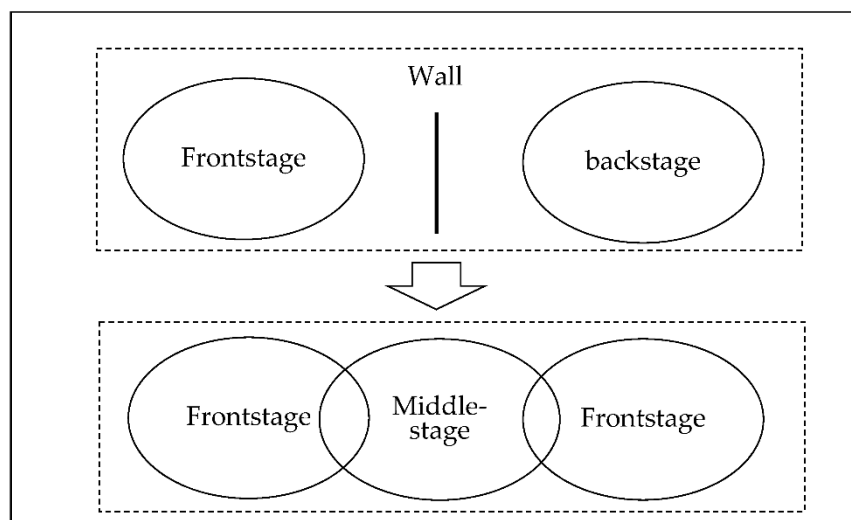 Wall
Frontstage
backstage
Frontstage
Middle-
stage
Frontstage